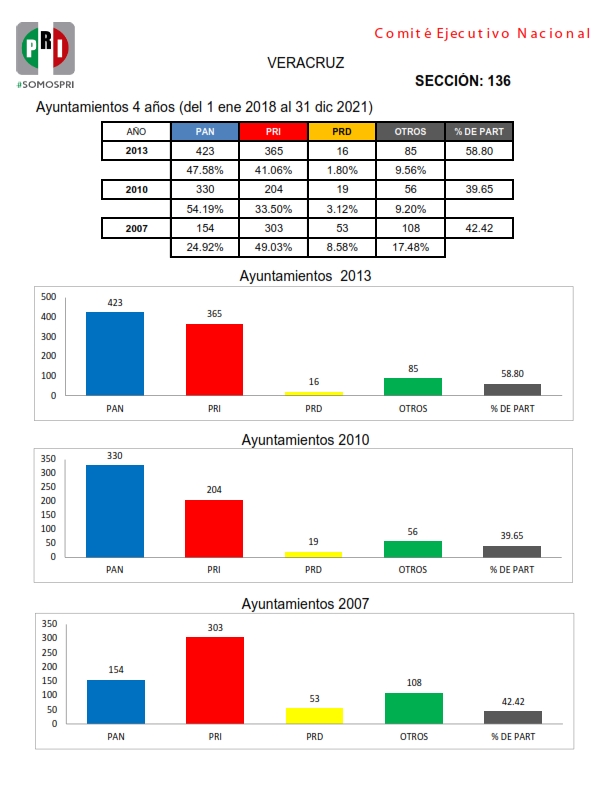 Comité Ejecutivo Nacional
PRI
#SOMOSPRI
VERACRUZ
SECCIÓN: 136
Ayuntamientos 4 años (del 1 ene 2018 al 31 dic 2021)
AÑO PAN PRI PRD OTROS % DE PART
2013 423 365 16 85 58.80
47.58% 41.06% 1.80% 9.56%
2010 330 204 19 56 39.65
54.19% 33.50% 3.12% 9.20%
2007 154 303 53 108 42.42
24.92% 49.03% 8.58% 17.48%
Ayuntamientos 2013
500
400
300
200
100
0
423
365
16
85
58.80
PAN PRI PRD OTROS % DE PART
Ayuntamientos 2010
350
300
250
200
150
100
50
0
330
204
19
56
39.65
PAN PRI PRD OTROS % DE PART
Ayuntamientos 2007
350
300
250
200
150
100
50
0
154
303
53
108
42.42
PAN PRI PRD OTROS % DE PART